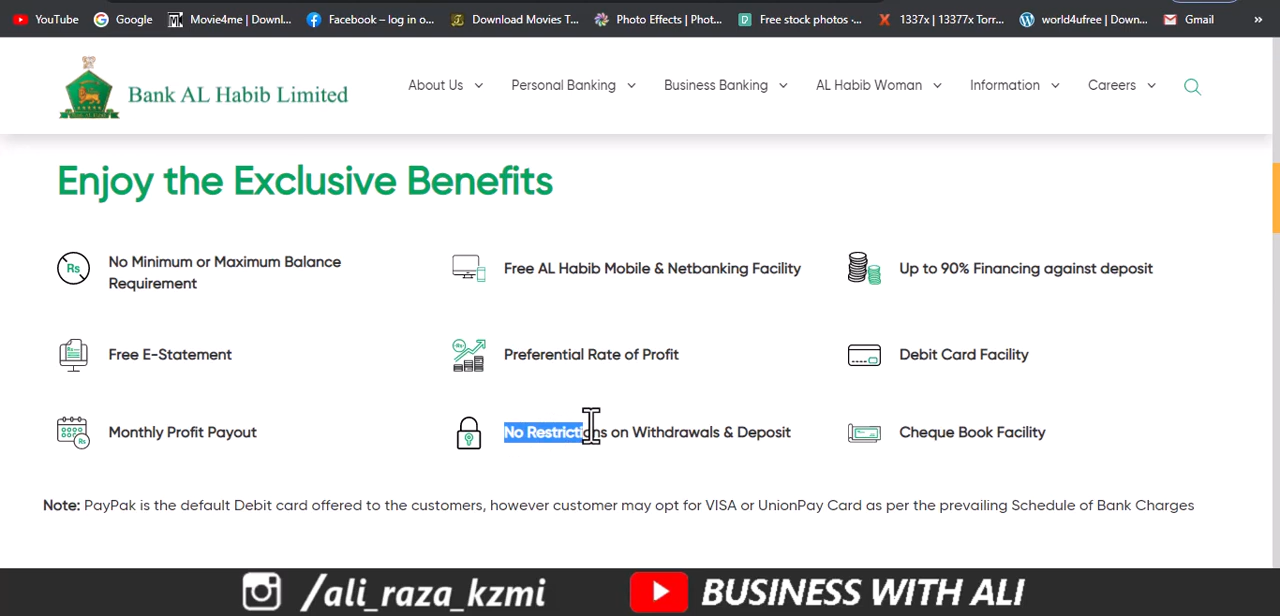 YouTube Google Movie4me | Downl... Facebook – log in o... Download Movies T... Photo Effects | Phot... Free stock photos ·... 1337x | 13377x Torr... world4ufree | Down... Gmail »
Bank AL Habib Limited About Us Personal Banking Business Banking AL Habib Woman Information Careers
Enjoy the Exclusive Benefits
Rs No Minimum or Maximum Balance
Requirement
Free AL Habib Mobile & Netbanking Facility
Up to 90% Financing against deposit
Free E-Statement
Preferential Rate of Profit
Debit Card Facility
Monthly Profit Payout
No Restrictions on Withdrawals & Deposit
Cheque Book Facility
Note: PayPak is the default Debit card offered to the customers, however customer may opt for VISA or UnionPay Card as per the prevailing Schedule of Bank Charges
/ali_raza_kzmi BUSINESS WITH ALI